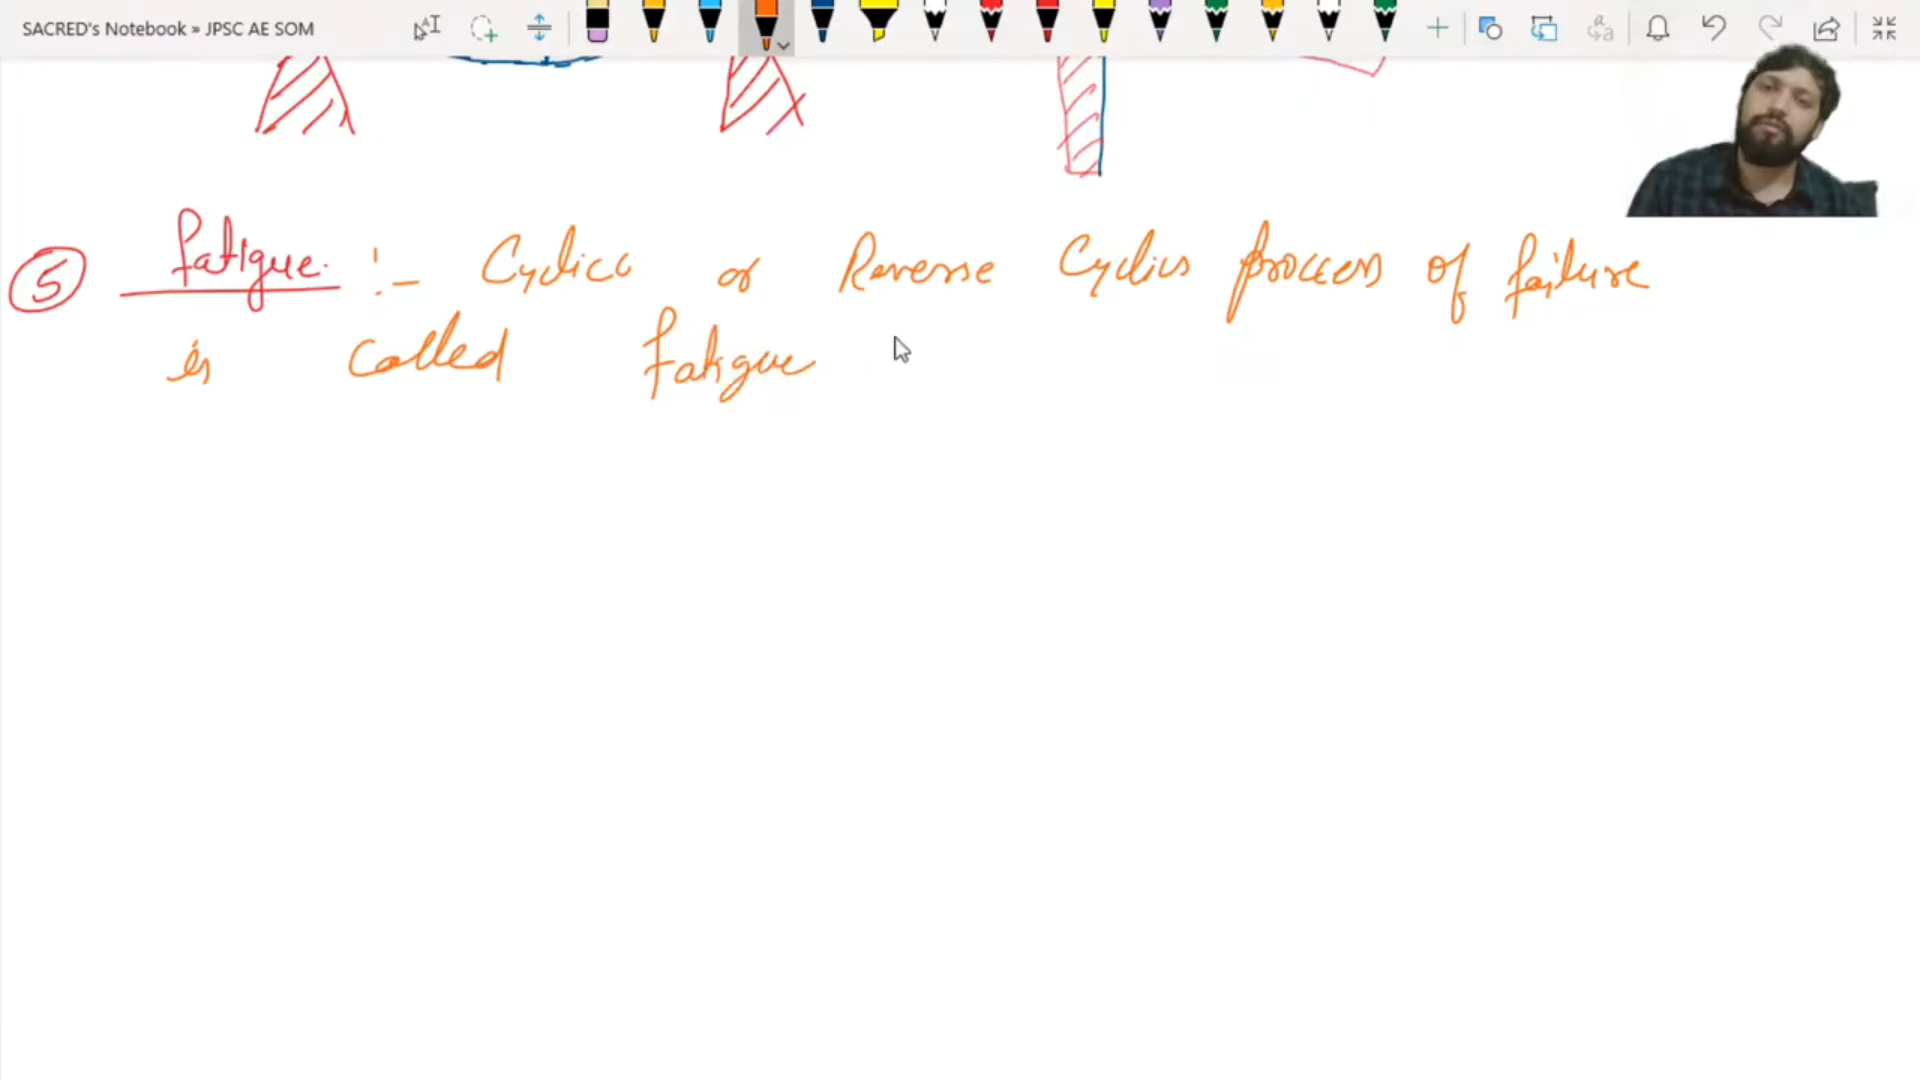 SACRED's Notebook » JPSC AE SOM
5 fatigue :- Cyclic or Reverse Cyclic process of failure
is called fatigue